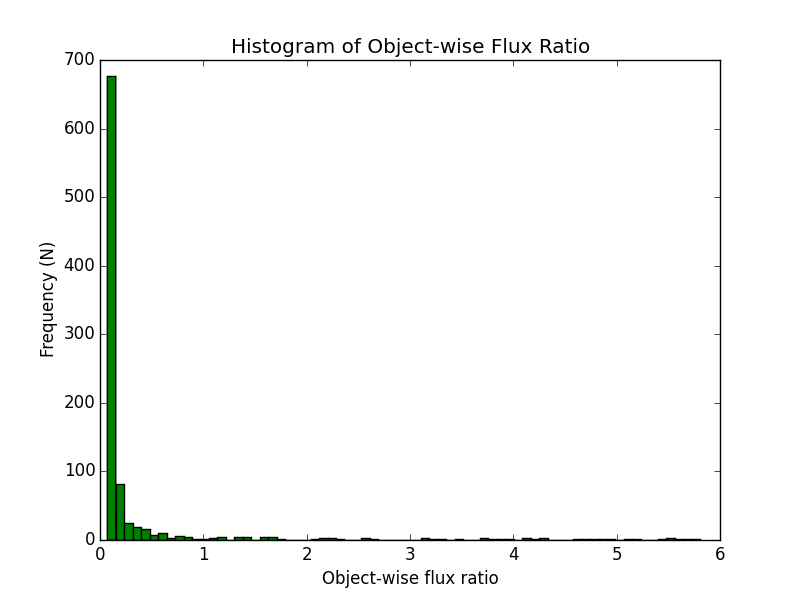 Histogram of Object-wise Flux Ratio
700
600
500
400
300
200
100
0
Frequency (N)
0 1 2 3 4 5 6
Object-wise flux ratio